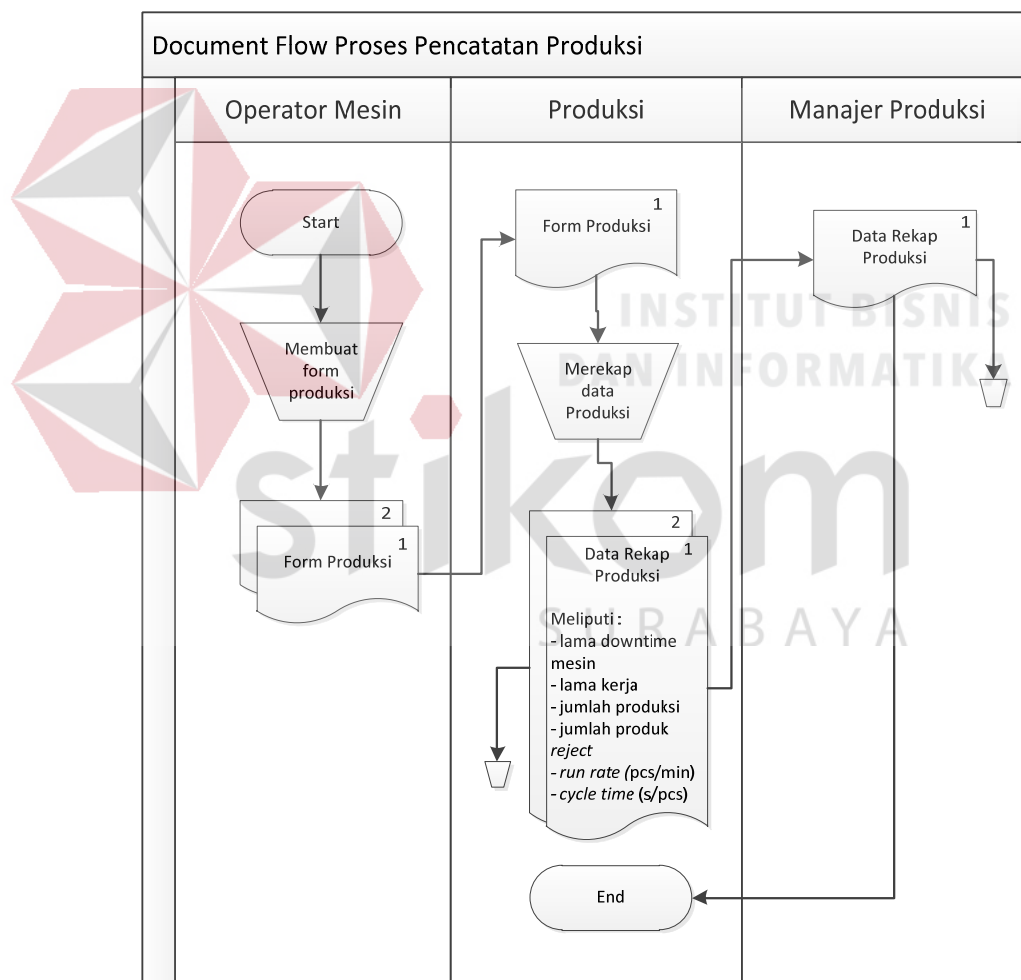 Document Flow Proses Pencatatan Produksi
Operator Mesin
Produksi
Manajer Produksi
Start
Membuat
form
produksi
2
1
Form Produksi
1
Form Produksi
Merekap
data
Produksi
2
1
Data Rekap
Produksi
Meliputi :
- lama downtime
mesin
- lama kerja
- jumlah produksi
- jumlah produk
reject
- run rate (pcs/min)
- cycle time (s/pcs)
End
1
Data Rekap
Produksi
INSTITUT BISNIS
DAN INFORMATIKA
stikom
SURABAYA